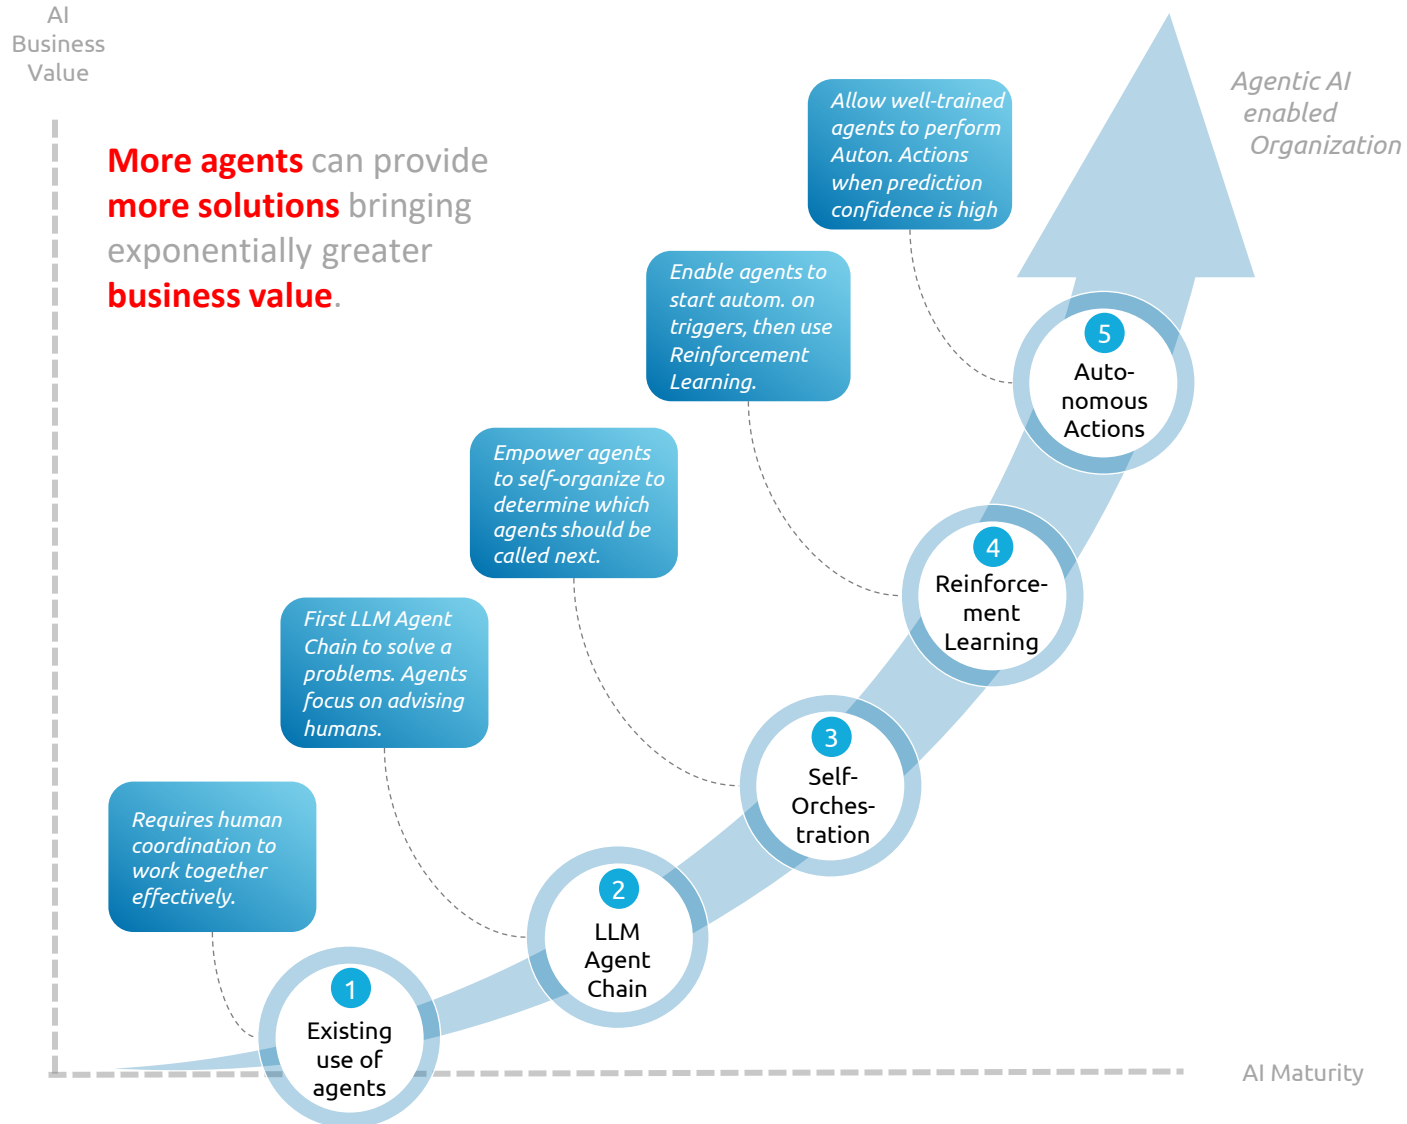 AI
Business
Value
More agents can provide
more solutions bringing
exponentially greater
business value.
Agentic AI
enabled
Organization
Allow well-trained
agents to perform
Auton. Actions
when prediction
confidence is high
Enable agents to
start autom. on
triggers, then use
Reinforcement
Learning.
Empower agents
to self-organize to
determine which
agents should be
called next.
First LLM Agent
Chain to solve a
problems. Agents
focus on advising
humans.
Requires human
coordination to
work together
effectively.
1
Existing
use of
agents
2
LLM
Agent
Chain
3
Self-
Orches-
tration
4
Reinforce-
ment
Learning
5
Auto-
nomous
Actions
AI Maturity